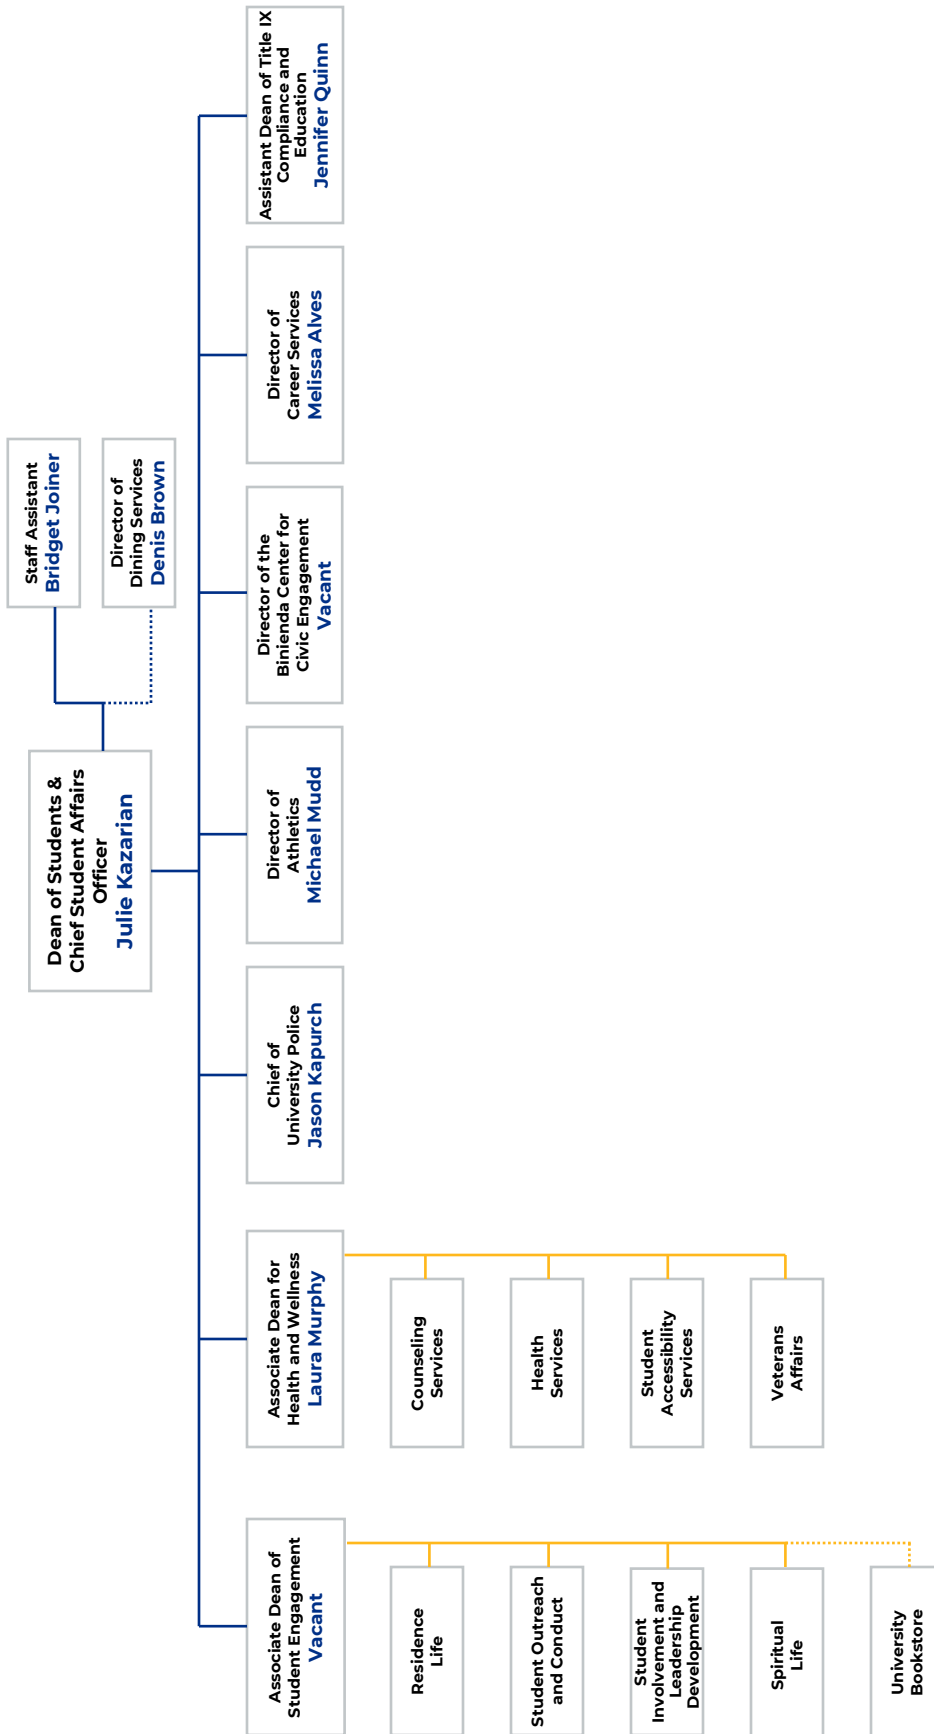 Dean of Students &
Chief Student Affairs
Officer
Julie Kazarian
Staff Assistant
Bridget Joiner
Director of
Dining Services
Denis Brown
Associate Dean of
Student Engagement
Vacant
Associate Dean for
Health and Wellness
Laura Murphy
Chief of
University Police
Jason Kapurch
Director of
Athletics
Michael Mudd
Director of the
Binienda Center for
Civic Engagement
Vacant
Director of
Career Services
Melissa Alves
Assistant Dean of Title IX
Compliance and
Education
Jennifer Quinn
Residence
Life
Student Outreach
and Conduct
Student
Involvement and
Leadership
Development
Spiritual
Life
University
Bookstore
Counseling
Services
Health
Services
Student
Accessibility
Services
Veterans
Affairs